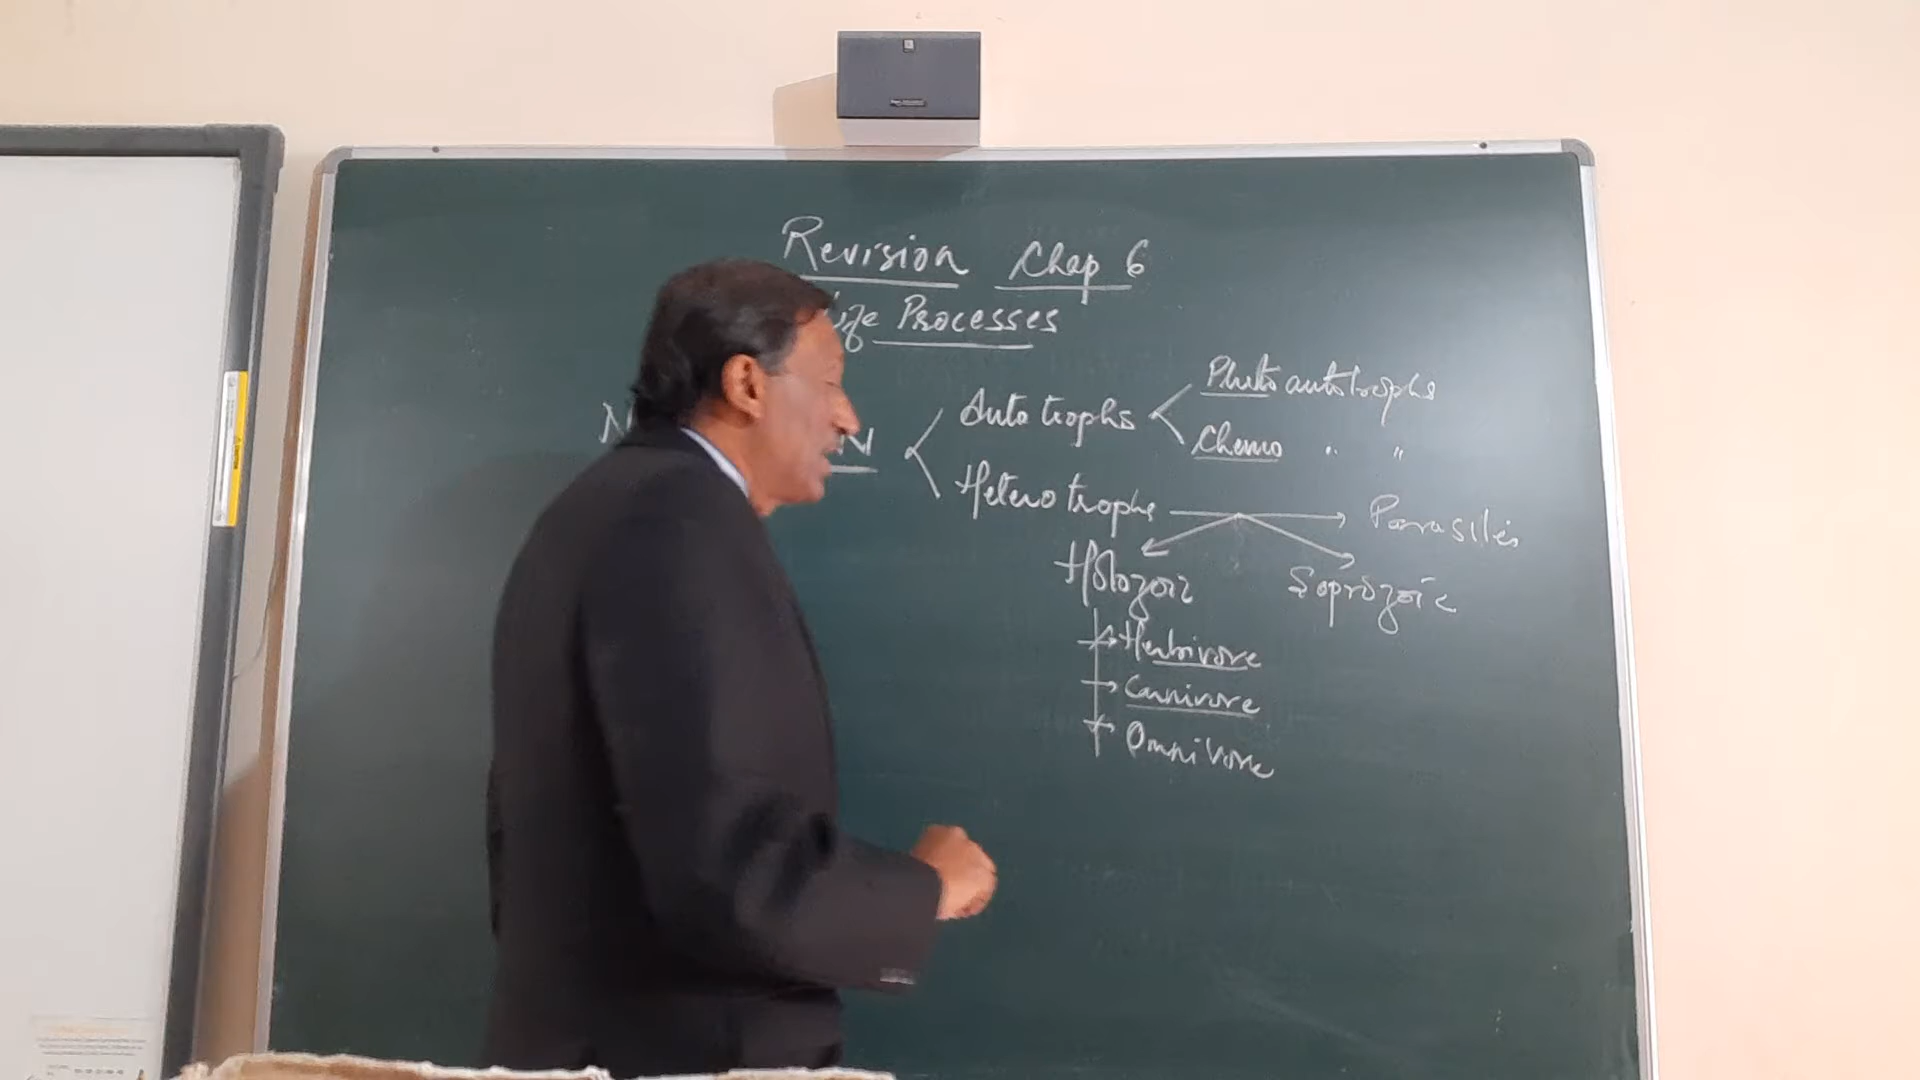 Revision Chap 6
Processes
Autotrophs
Photo autotrophs
Chemo " "
Heterotrophs
Parasites
Holozoic
Saprozoic
Herbivore
Carnivore
Omnivore